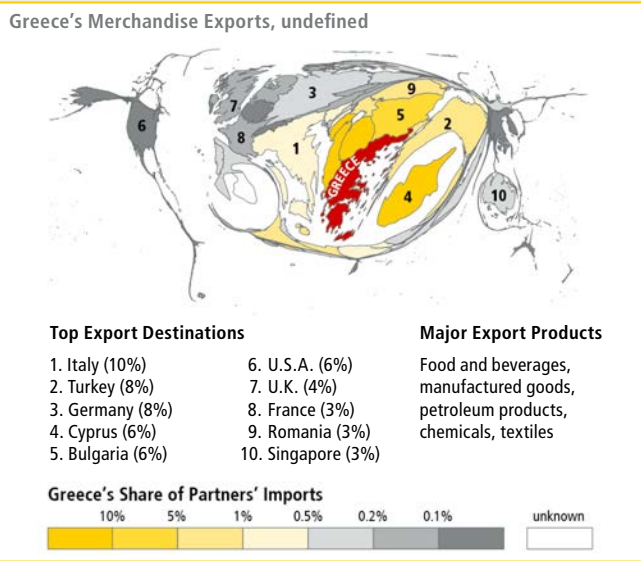 Greece's Merchandise Exports, undefined
3
9
7
5
6
8
2
1
GREECE
4
10
Top Export Destinations
1. Italy (10%)
2. Turkey (8%)
3. Germany (8%)
4. Cyprus (6%)
5. Bulgaria (6%)
6. U.S.A. (6%)
7. U.K. (4%)
8. France (3%)
9. Romania (3%)
10. Singapore (3%)
Major Export Products
Food and beverages,
manufactured goods,
petroleum products,
chemicals, textiles
Greece's Share of Partners' Imports
10% 5% 1% 0.5% 0.2% 0.1% unknown